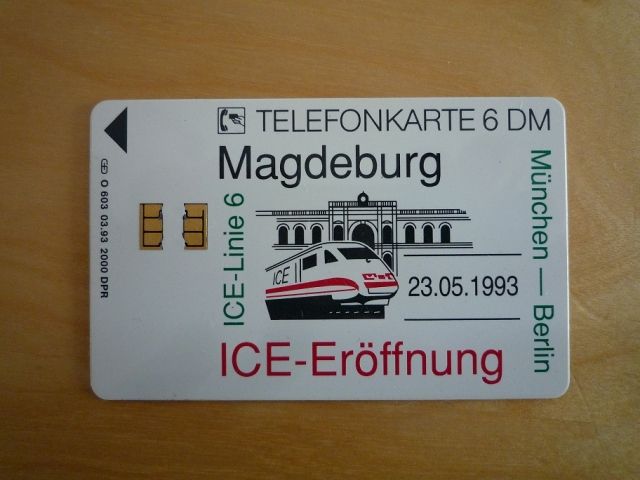 TELEFONKARTE 6 DM
Magdeburg
ICE-Linie 6
München — Berlin
ICE
23.05.1993
ICE-Eröffnung
O 603 03.93 2000 DPR